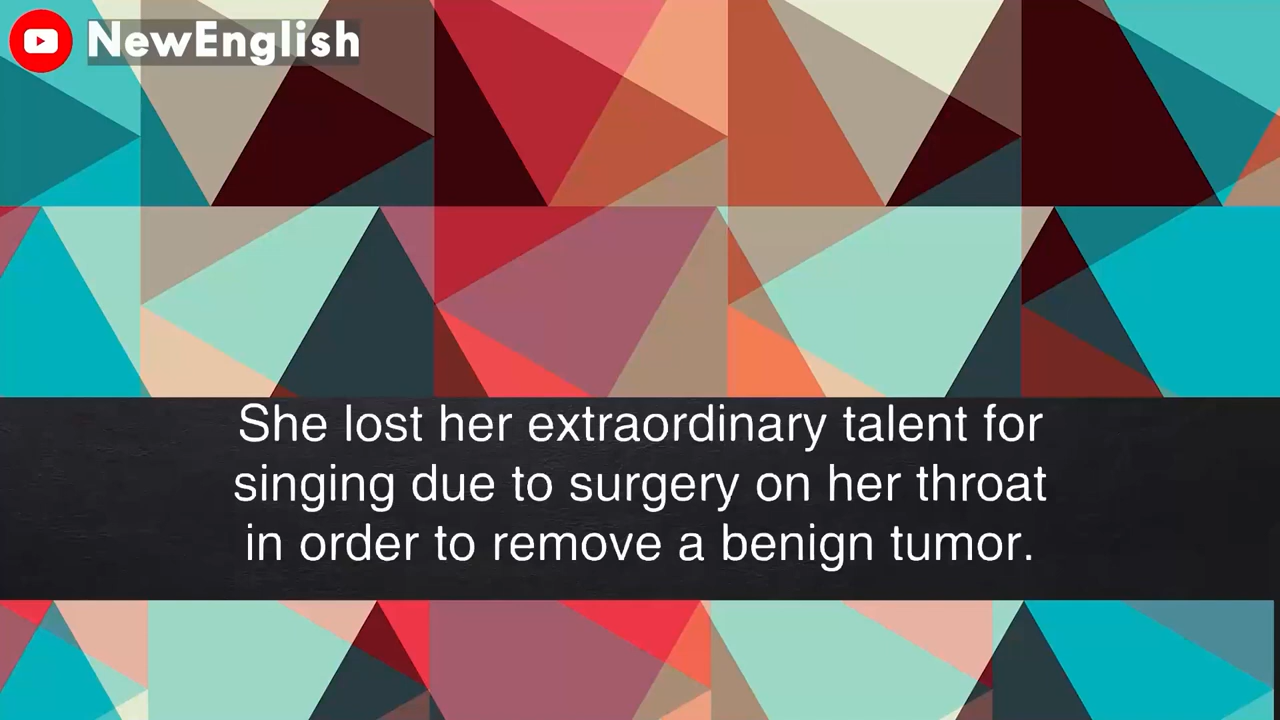 NewEnglish
She lost her extraordinary talent for
singing due to surgery on her throat
in order to remove a benign tumor.